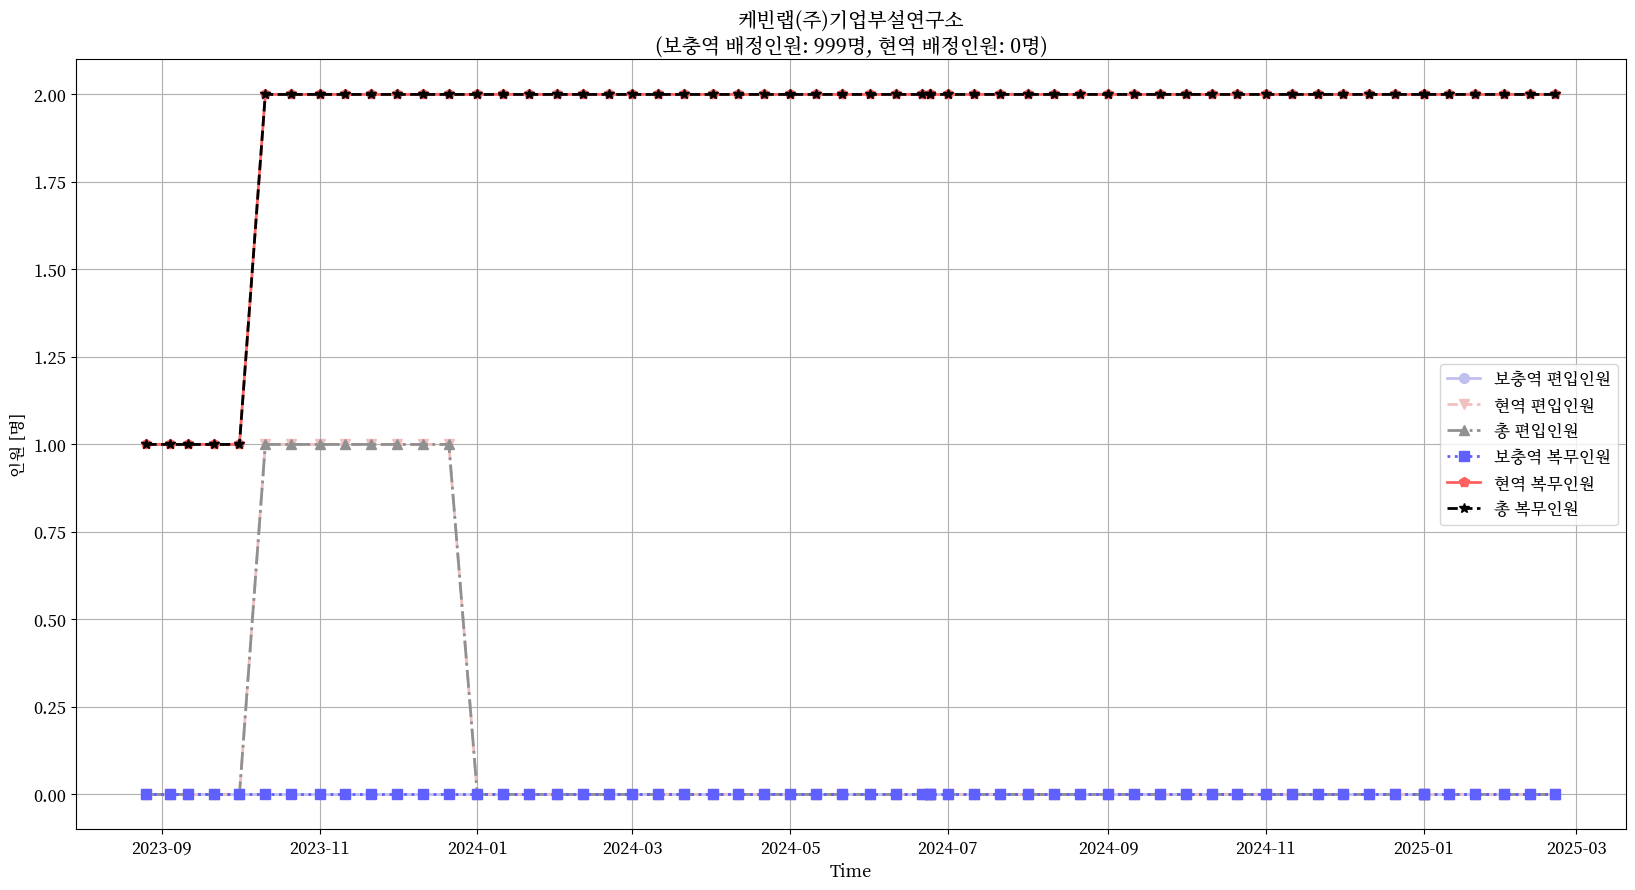 케빈랩(주)기업부설연구소
(보충역 배정인원: 999명, 현역 배정인원: 0명)
인원 [명]
2.00
1.75
1.50
1.25
1.00
0.75
0.50
0.25
0.00
보충역 편입인원
현역 편입인원
총 편입인원
보충역 복무인원
현역 복무인원
총 복무인원
2023-09 2023-11 2024-01 2024-03 2024-05 2024-07 2024-09 2024-11 2025-01 2025-03
Time